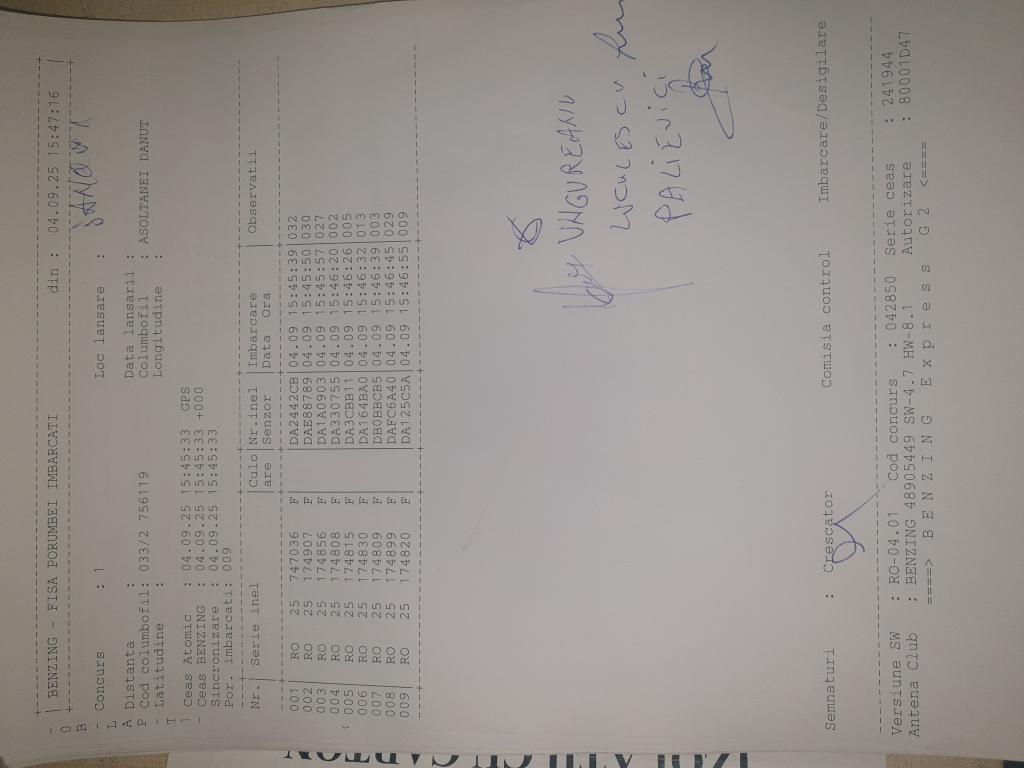 BENZING - FISA PORUMBEI IMBARCATI din : 04.09.25 15:47:16
- Concurs : 1 Loc lansare :
Distanta : Data lansarii :
Cod columbofil: 033/2 756119 Columbofil : ASOLTANEI DANUT
- Latitudine : Longitudine :
Ceas Atomic : 04.09.25 15:45:33 GPS
Ceas BENZING : 04.09.25 15:45:33 +000
Sincronizare : 04.09.25 15:45:33
Por. imbarcati: 009
Nr. | Serie inel |Culo|Nr.inel |Imbarcare | Observatii
are |Senzor |Data Ora
001 RO 25 747036 F DA2442CB 04.09 15:45:39 032
002 RO 25 174907 F DAE88789 04.09 15:45:50 030
003 RO 25 174856 F DA1A0903 04.09 15:45:57 027
004 RO 25 174808 F DA330755 04.09 15:46:20 002
005 RO 25 174815 F DA3CBB11 04.09 15:46:26 005
006 RO 25 174830 F DA164BA0 04.09 15:46:32 013
007 RO 25 174809 F DB0BBCB5 04.09 15:46:39 003
008 RO 25 174899 F DAFC6A40 04.09 15:46:45 029
009 RO 25 174820 F DA125C5A 04.09 15:46:55 009
UNGUREANU
LUCULESCU
PALIEVICI
Semnaturi : Crescator Comisia control Imbarcare/Desigilare
Versiune SW : RO-04.01 Cod concurs : 042850 Serie ceas : 241944
Antena Club : BENZING 48905449 SW-4.7 HW-8.1 Autorizare : 80001D47
====> B E N Z I N G E x p r e s s G 2 <====